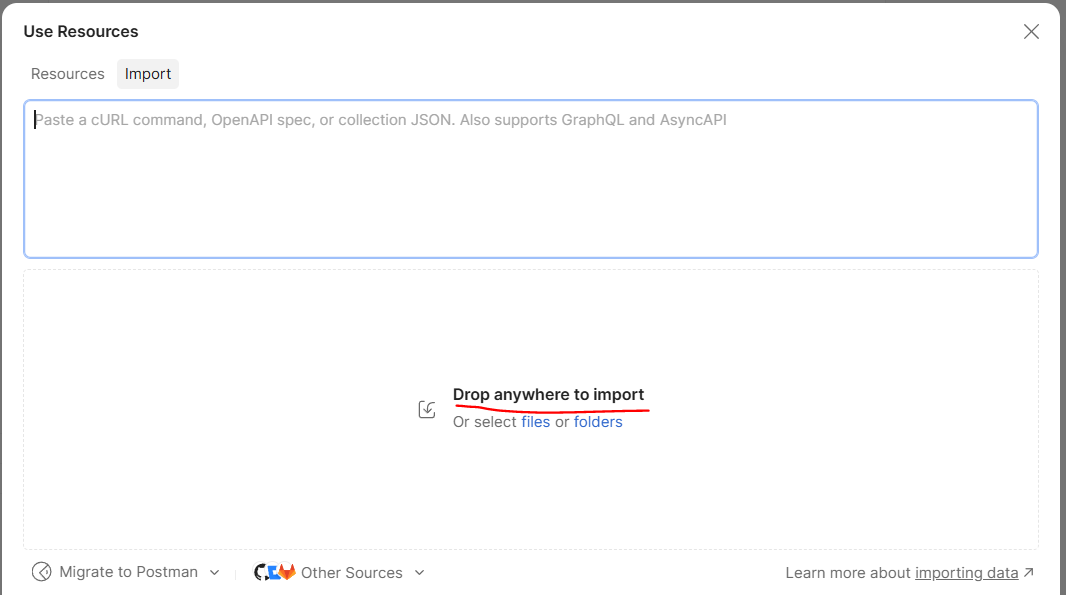 Use Resources
Resources Import
Paste a cURL command, OpenAPI spec, or collection JSON. Also supports GraphQL and AsyncAPI
Drop anywhere to import
Or select files or folders
Migrate to Postman Other Sources Learn more about importing data